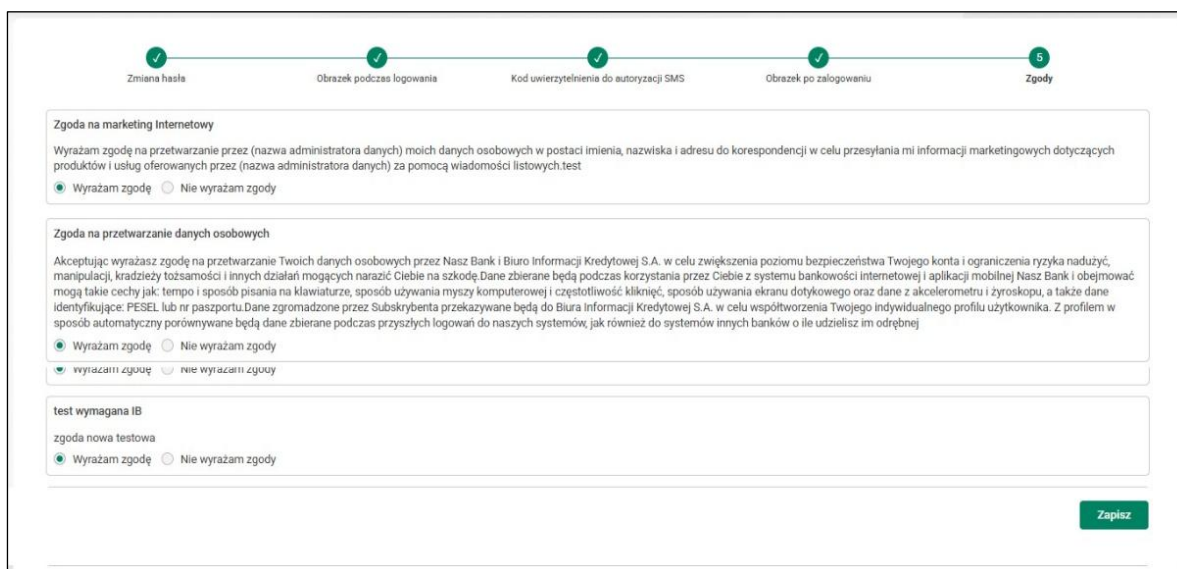 5
Zmiana hasła
Obrazek podczas logowania
Kod uwierzytelnienia do autoryzacji SMS
Obrazek po zalogowaniu
Zgody
Zgoda na marketing Internetowy
Wyrażam zgodę na przetwarzanie przez (nazwa administratora danych) moich danych osobowych w postaci imienia, nazwiska i adresu do korespondencji w celu przesyłania mi informacji marketingowych dotyczących
produktów i usług oferowanych przez (nazwa administratora danych) za pomocą wiadomości listowych.test
Wyrażam zgodę Nie wyrażam zgody
Zgoda na przetwarzanie danych osobowych
Akceptując wyrażasz zgodę na przetwarzanie Twoich danych osobowych przez Nasz Bank i Biuro Informacji Kredytowej S.A. w celu zwiększenia poziomu bezpieczeństwa Twojego konta i ograniczenia ryzyka nadużyć,
manipulacji, kradzieży tożsamości i innych działań mogących narazić Ciebie na szkodę.Dane zbierane będą podczas korzystania przez Ciebie z systemu bankowości internetowej i aplikacji mobilnej Nasz Bank i obejmować
mogą takie cechy jak: tempo i sposób pisania na klawiaturze, sposób używania myszy komputerowej i częstotliwość kliknięć, sposób używania ekranu dotykowego oraz dane z akcelerometru i żyroskopu, a także dane
identyfikujące: PESEL lub nr paszportu.Dane zgromadzone przez Subskrybenta przekazywane będą do Biura Informacji Kredytowej S.A. w celu współtworzenia Twojego indywidualnego profilu użytkownika. Z profilem w
sposób automatyczny porównywane będą dane zbierane podczas przyszłych logowań do naszych systemów, jak również do systemów innych banków o ile udzielisz im odrębnej
Wyrażam zgodę Nie wyrażam zgody
Wyrażam zgodę Nie wyrażam zgody
test wymagana IB
zgoda nowa testowa
Wyrażam zgodę Nie wyrażam zgody
Zapisz